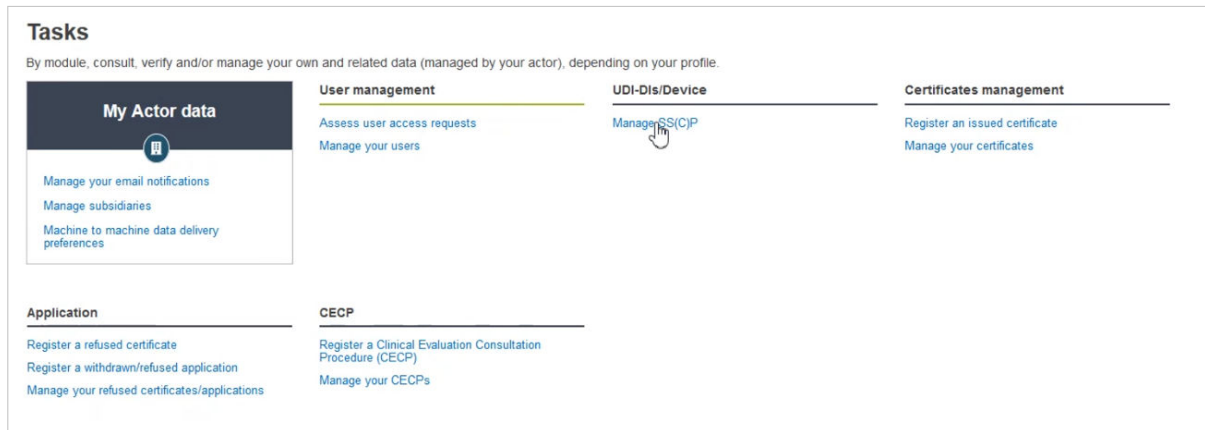 Tasks
By module, consult, verify and/or manage your own and related data (managed by your actor), depending on your profile.
My Actor data
Manage your email notifications
Manage subsidiaries
Machine to machine data delivery
preferences
User management
Assess user access requests
Manage your users
UDI-DIs/Device
Manage SS(C)P
Certificates management
Register an issued certificate
Manage your certificates
Application
Register a refused certificate
Register a withdrawn/refused application
Manage your refused certificates/applications
CECP
Register a Clinical Evaluation Consultation
Procedure (CECP)
Manage your CECPs